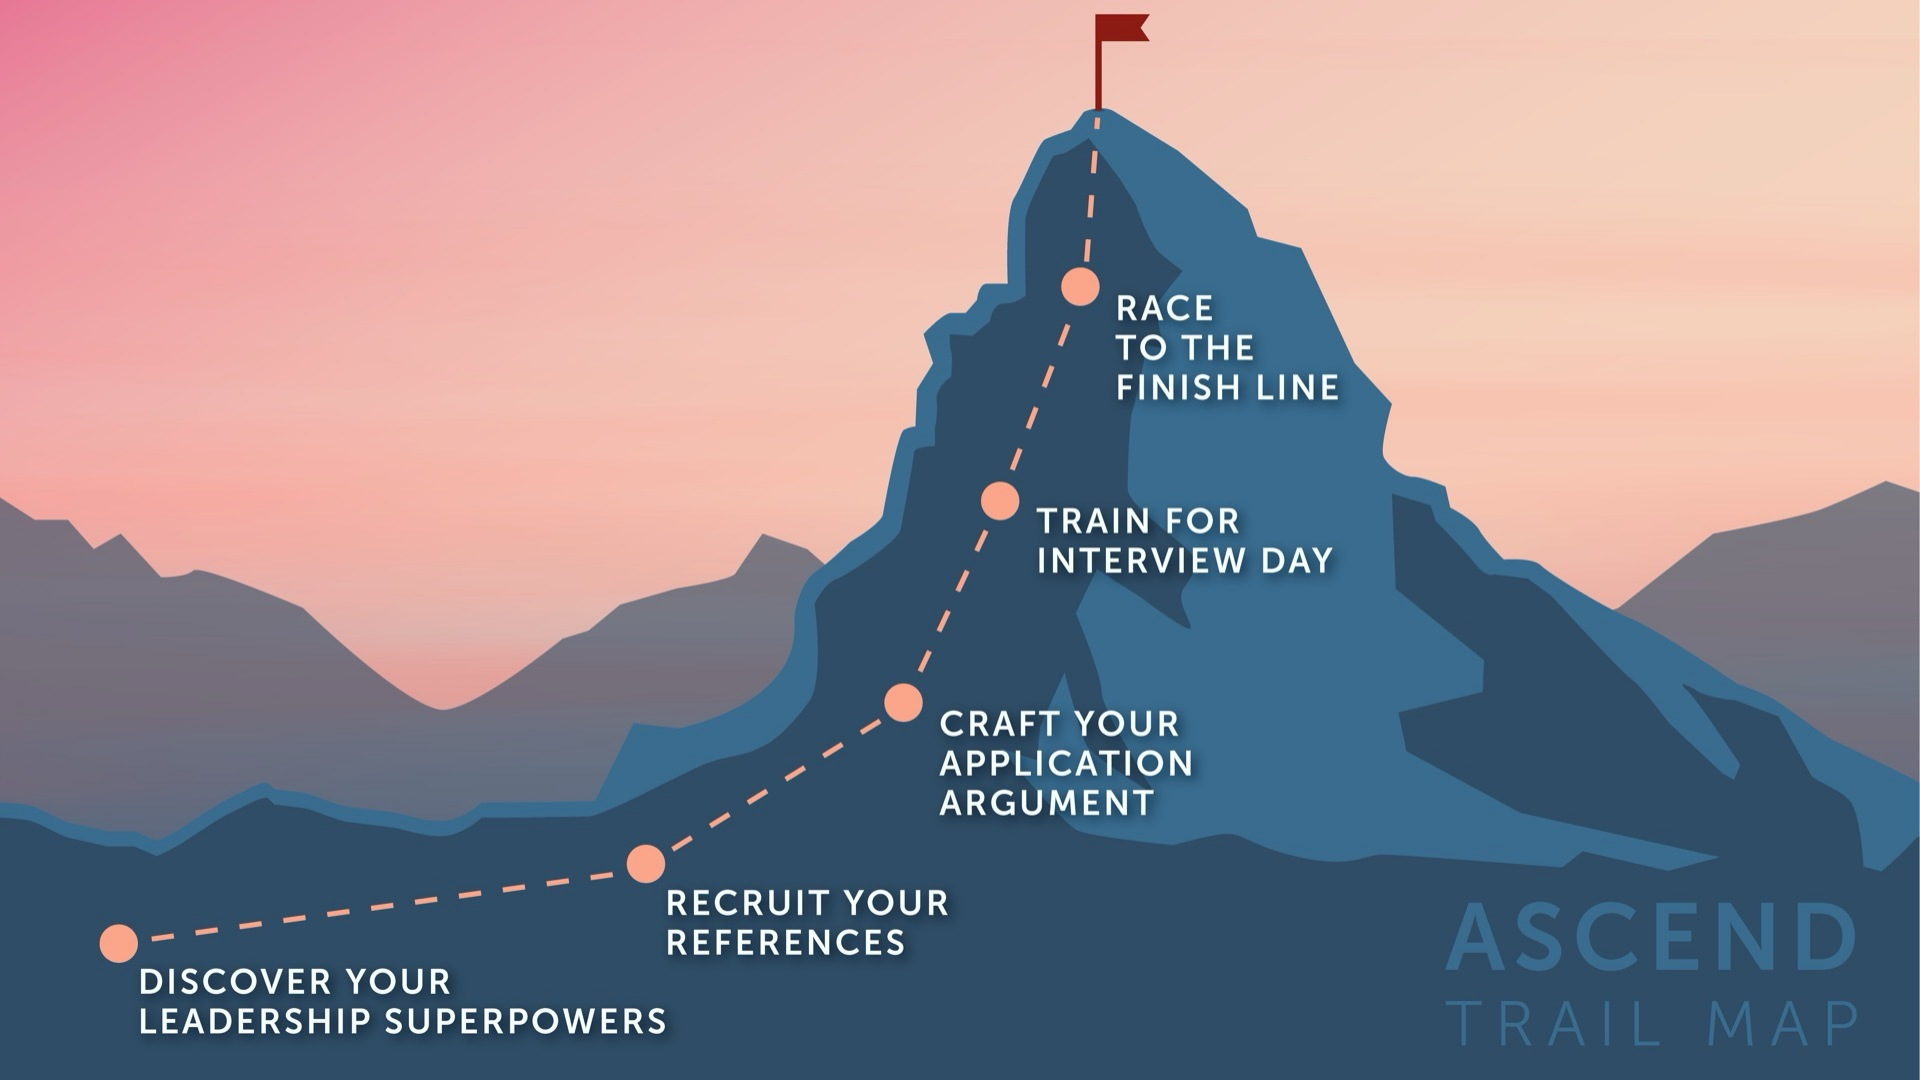 RACE
TO THE
FINISH LINE
TRAIN FOR
INTERVIEW DAY
CRAFT YOUR
APPLICATION
ARGUMENT
RECRUIT YOUR
REFERENCES
DISCOVER YOUR
LEADERSHIP SUPERPOWERS
ASCEND
TRAIL MAP